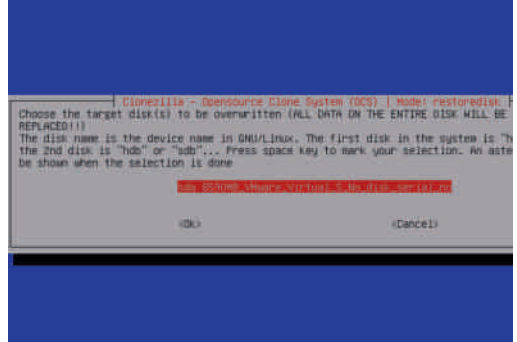 Clonezilla - Opensource Clone System (OCS) | Mode: restoredisk
Choose the target disk(s) to be overwritten (ALL DATA ON THE ENTIRE DISK WILL BE
REPLACED!!)
The disk name is the device name in GNU/Linux. The first disk in the system is "h
the 2nd disk is "hdb" or "sdb"... Press space key to mark your selection. An aste
be shown when the selection is done
sda VMware_Virtual_S_No_disk_serial_no
<Ok> <Cancel>